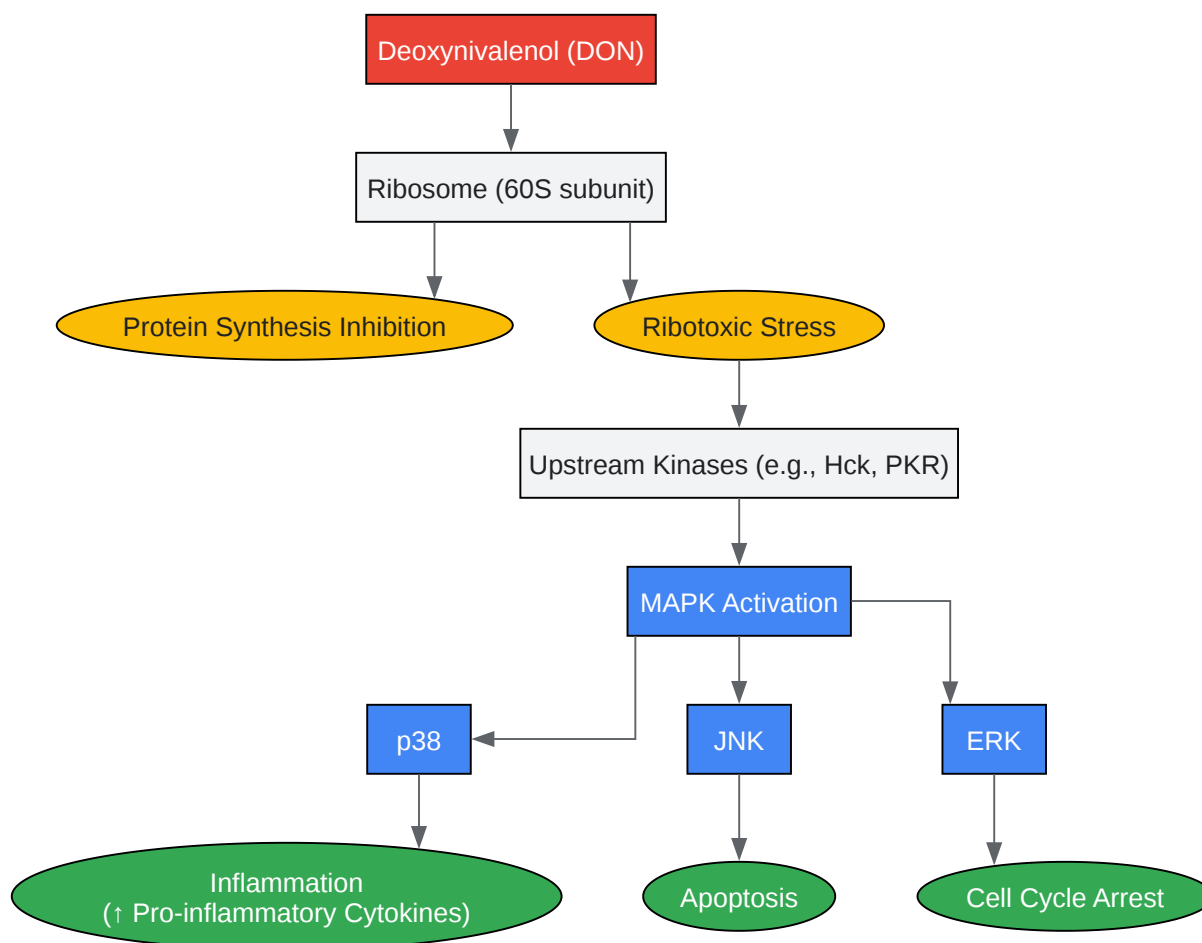 Deoxynivalenol (DON)
Ribosome (60S subunit)
Protein Synthesis Inhibition
Ribotoxic Stress
Upstream Kinases (e.g., Hck, PKR)
MAPK Activation
p38
JNK
ERK
Inflammation
(↑ Pro-inflammatory Cytokines)
Apoptosis
Cell Cycle Arrest